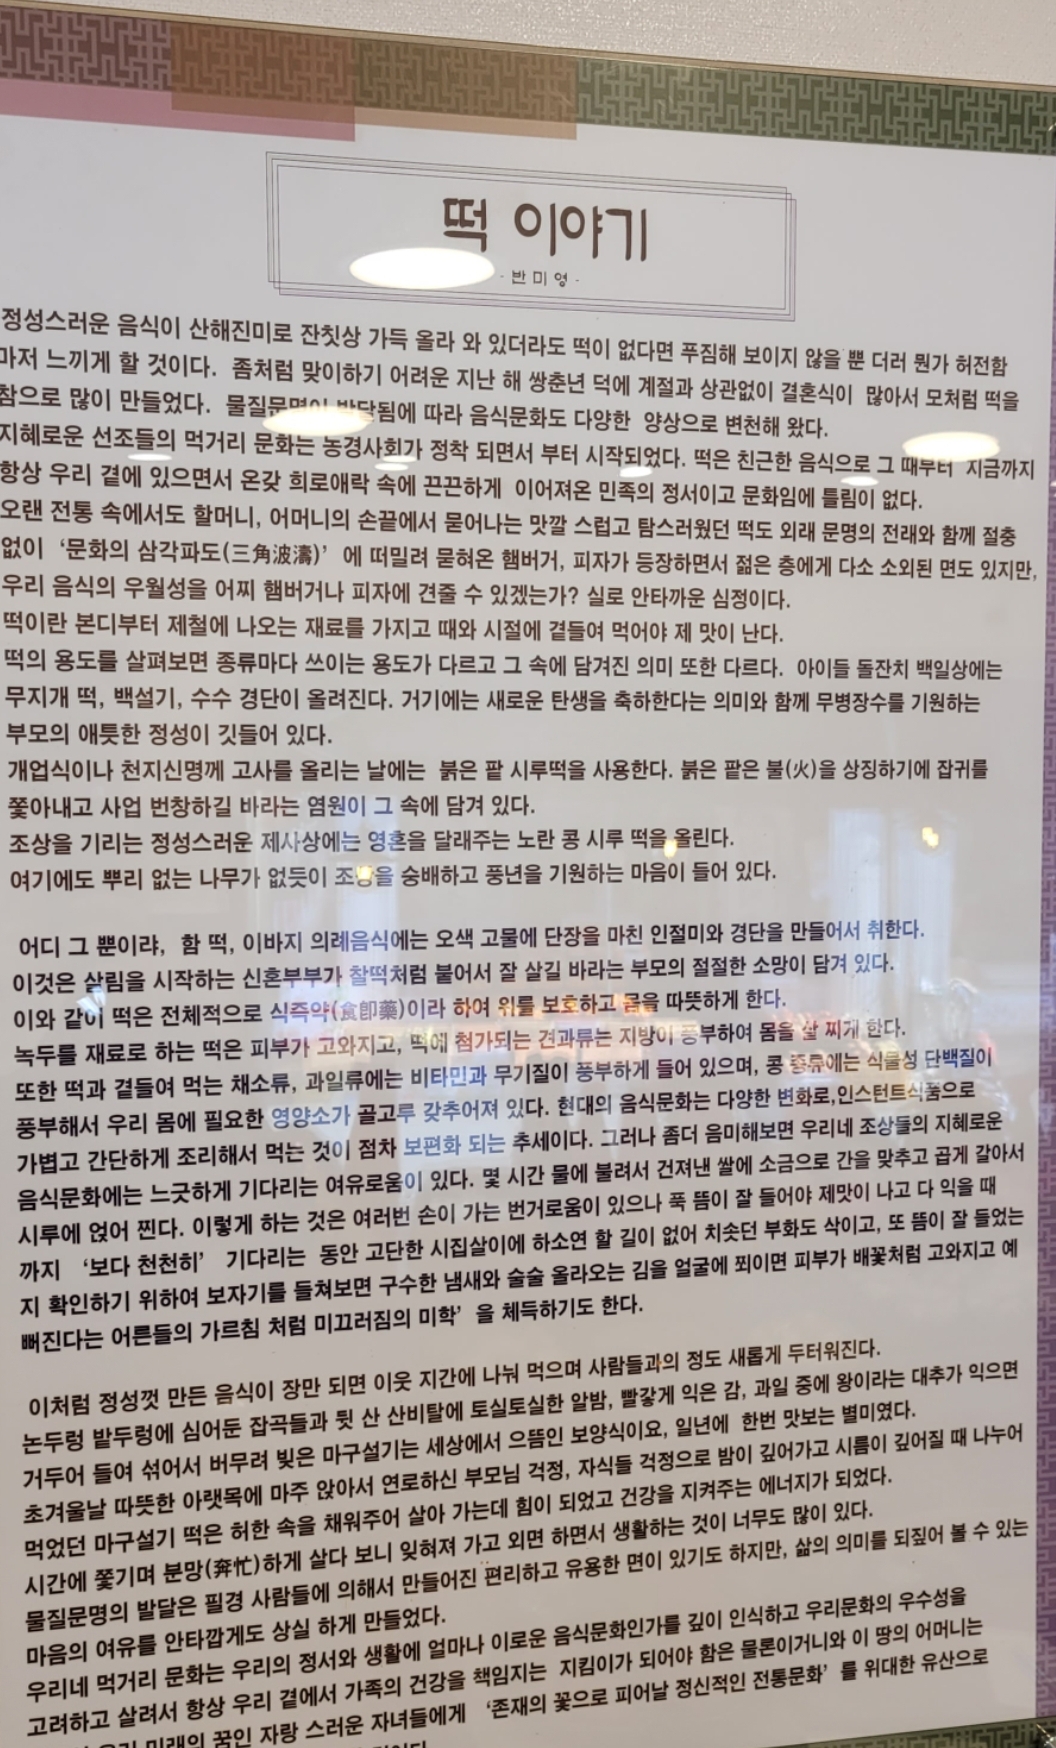 떡 이야기
- 반미영 -
정성스러운 음식이 산해진미로 잔칫상 가득 올라 와 있더라도 떡이 없다면 푸짐해 보이지 않을 뿐 더러 뭔가 허전함
마저 느끼게 할 것이다. 좀처럼 맞이하기 어려운 지난 해 쌍춘년 덕에 계절과 상관없이 결혼식이 많아서 모처럼 떡을
참으로 많이 만들었다. 물질문명이 발달됨에 따라 음식문화도 다양한 양상으로 변천해 왔다.
지혜로운 선조들의 먹거리 문화는 농경사회가 정착 되면서 부터 시작되었다. 떡은 친근한 음식으로 그 때부터 지금까지
항상 우리 곁에 있으면서 온갖 희로애락 속에 끈끈하게 이어져온 민족의 정서이고 문화임에 틀림이 없다.
오랜 전통 속에서도 할머니, 어머니의 손끝에서 묻어나는 맛깔 스럽고 탐스러웠던 떡도 외래 문명의 전래와 함께 절충
없이 ‘문화의 삼각파도(三角波濤)’ 에 떠밀려 묻혀온 햄버거, 피자가 등장하면서 젊은 층에게 다소 소외된 면도 있지만,
우리 음식의 우월성을 어찌 햄버거나 피자에 견줄 수 있겠는가? 실로 안타까운 심정이다.
떡이란 본디부터 제철에 나오는 재료를 가지고 때와 시절에 곁들여 먹어야 제 맛이 난다.
떡의 용도를 살펴보면 종류마다 쓰이는 용도가 다르고 그 속에 담겨진 의미 또한 다르다. 아이들 돌잔치 백일상에는
무지개 떡, 백설기, 수수 경단이 올려진다. 거기에는 새로운 탄생을 축하한다는 의미와 함께 무병장수를 기원하는
부모의 애틋한 정성이 깃들어 있다.
개업식이나 천지신명께 고사를 올리는 날에는 붉은 팥 시루떡을 사용한다. 붉은 팥은 불(火)을 상징하기에 잡귀를
쫓아내고 사업 번창하길 바라는 염원이 그 속에 담겨 있다.
조상을 기리는 정성스러운 제사상에는 영혼을 달래주는 노란 콩 시루 떡을 올린다.
여기에도 뿌리 없는 나무가 없듯이 조상을 숭배하고 풍년을 기원하는 마음이 들어 있다.
어디 그 뿐이랴, 함 떡, 이바지 의례음식에는 오색 고물에 단장을 마친 인절미와 경단을 만들어서 취한다.
이것은 살림을 시작하는 신혼부부가 찰떡처럼 붙어서 잘 살길 바라는 부모의 절절한 소망이 담겨 있다.
이와 같이 떡은 전체적으로 식즉약(食卽藥)이라 하여 위를 보호하고 몸을 따뜻하게 한다.
녹두를 재료로 하는 떡은 피부가 고와지고, 떡에 첨가되는 견과류는 지방이 풍부하여 몸을 살 찌게 한다.
또한 떡과 곁들여 먹는 채소류, 과일류에는 비타민과 무기질이 풍부하게 들어 있으며, 콩 종류에는 식물성 단백질이
풍부해서 우리 몸에 필요한 영양소가 골고루 갖추어져 있다. 현대의 음식문화는 다양한 변화로,인스턴트식품으로
가볍고 간단하게 조리해서 먹는 것이 점차 보편화 되는 추세이다. 그러나 좀더 음미해보면 우리네 조상들의 지혜로운
음식문화에는 느긋하게 기다리는 여유로움이 있다. 몇 시간 물에 불려서 건져낸 쌀에 소금으로 간을 맞추고 곱게 갈아서
시루에 얹어 찐다. 이렇게 하는 것은 여러번 손이 가는 번거로움이 있으나 푹 뜸이 잘 들어야 제맛이 나고 다 익을 때
까지 ‘보다 천천히’ 기다리는 동안 고단한 시집살이에 하소연 할 길이 없어 치솟던 부화도 삭이고, 또 뜸이 잘 들었는
지 확인하기 위하여 보자기를 들쳐보면 구수한 냄새와 술술 올라오는 김을 얼굴에 쬐이면 피부가 배꽃처럼 고와지고 예
뻐진다는 어른들의 가르침 처럼 미끄러짐의 미학’ 을 체득하기도 한다.
이처럼 정성껏 만든 음식이 장만 되면 이웃 지간에 나눠 먹으며 사람들과의 정도 새롭게 두터워진다.
논두렁 밭두렁에 심어둔 잡곡들과 뒷 산 산비탈에 토실토실한 알밤, 빨갛게 익은 감, 과일 중에 왕이라는 대추가 익으면
거두어 들여 섞어서 버무려 빚은 마구설기는 세상에서 으뜸인 보양식이요, 일년에 한번 맛보는 별미였다.
초겨울날 따뜻한 아랫목에 마주 앉아서 연로하신 부모님 걱정, 자식들 걱정으로 밤이 깊어가고 시름이 깊어질 때 나누어
먹었던 마구설기 떡은 허한 속을 채워주어 살아 가는데 힘이 되었고 건강을 지켜주는 에너지가 되었다.
시간에 쫓기며 분망(奔忙)하게 살다 보니 잊혀져 가고 외면 하면서 생활하는 것이 너무도 많이 있다.
물질문명의 발달은 필경 사람들에 의해서 만들어진 편리하고 유용한 면이 있기도 하지만, 삶의 의미를 되짚어 볼 수 있는
마음의 여유를 안타깝게도 상실 하게 만들었다.
우리네 먹거리 문화는 우리의 정서와 생활에 얼마나 이로운 음식문화인가를 깊이 인식하고 우리문화의 우수성을
고려하고 살려서 항상 우리 곁에서 가족의 건강을 책임지는 지킴이가 되어야 함은 물론이거니와 이 땅의 어머니는
우리 미래의 꿈인 자랑 스러운 자녀들에게 ‘존재의 꽃으로 피어날 정신적인 전통문화’ 를 위대한 유산으로